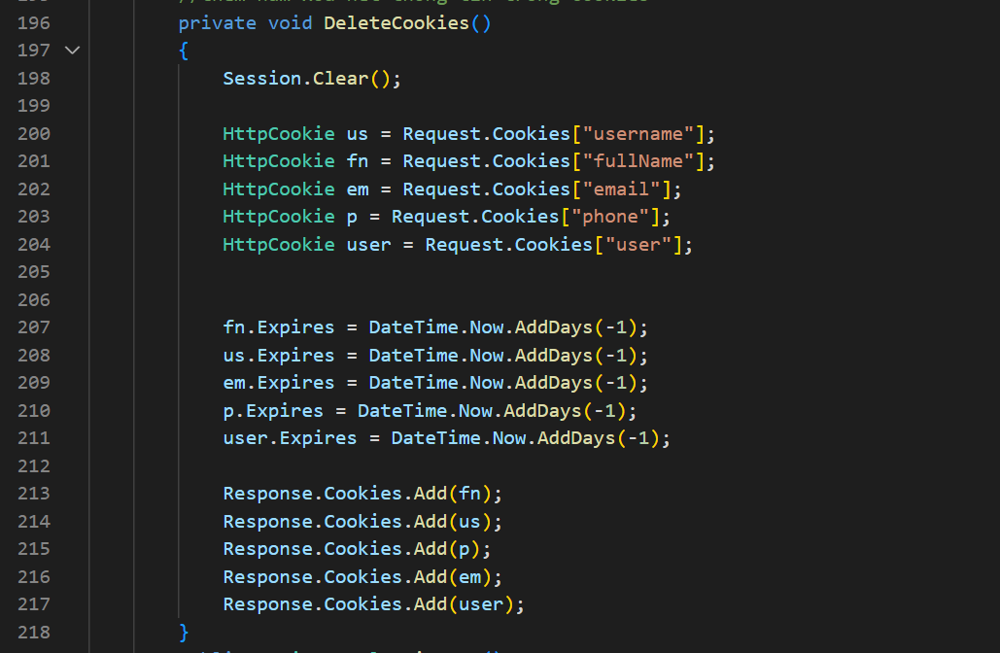 196 private void DeleteCookies()
197 {
198 Session.Clear();
199
200 HttpCookie us = Request.Cookies["username"];
201 HttpCookie fn = Request.Cookies["fullName"];
202 HttpCookie em = Request.Cookies["email"];
203 HttpCookie p = Request.Cookies["phone"];
204 HttpCookie user = Request.Cookies["user"];
205
206
207 fn.Expires = DateTime.Now.AddDays(-1);
208 us.Expires = DateTime.Now.AddDays(-1);
209 em.Expires = DateTime.Now.AddDays(-1);
210 p.Expires = DateTime.Now.AddDays(-1);
211 user.Expires = DateTime.Now.AddDays(-1);
212
213 Response.Cookies.Add(fn);
214 Response.Cookies.Add(us);
215 Response.Cookies.Add(p);
216 Response.Cookies.Add(em);
217 Response.Cookies.Add(user);
218 }